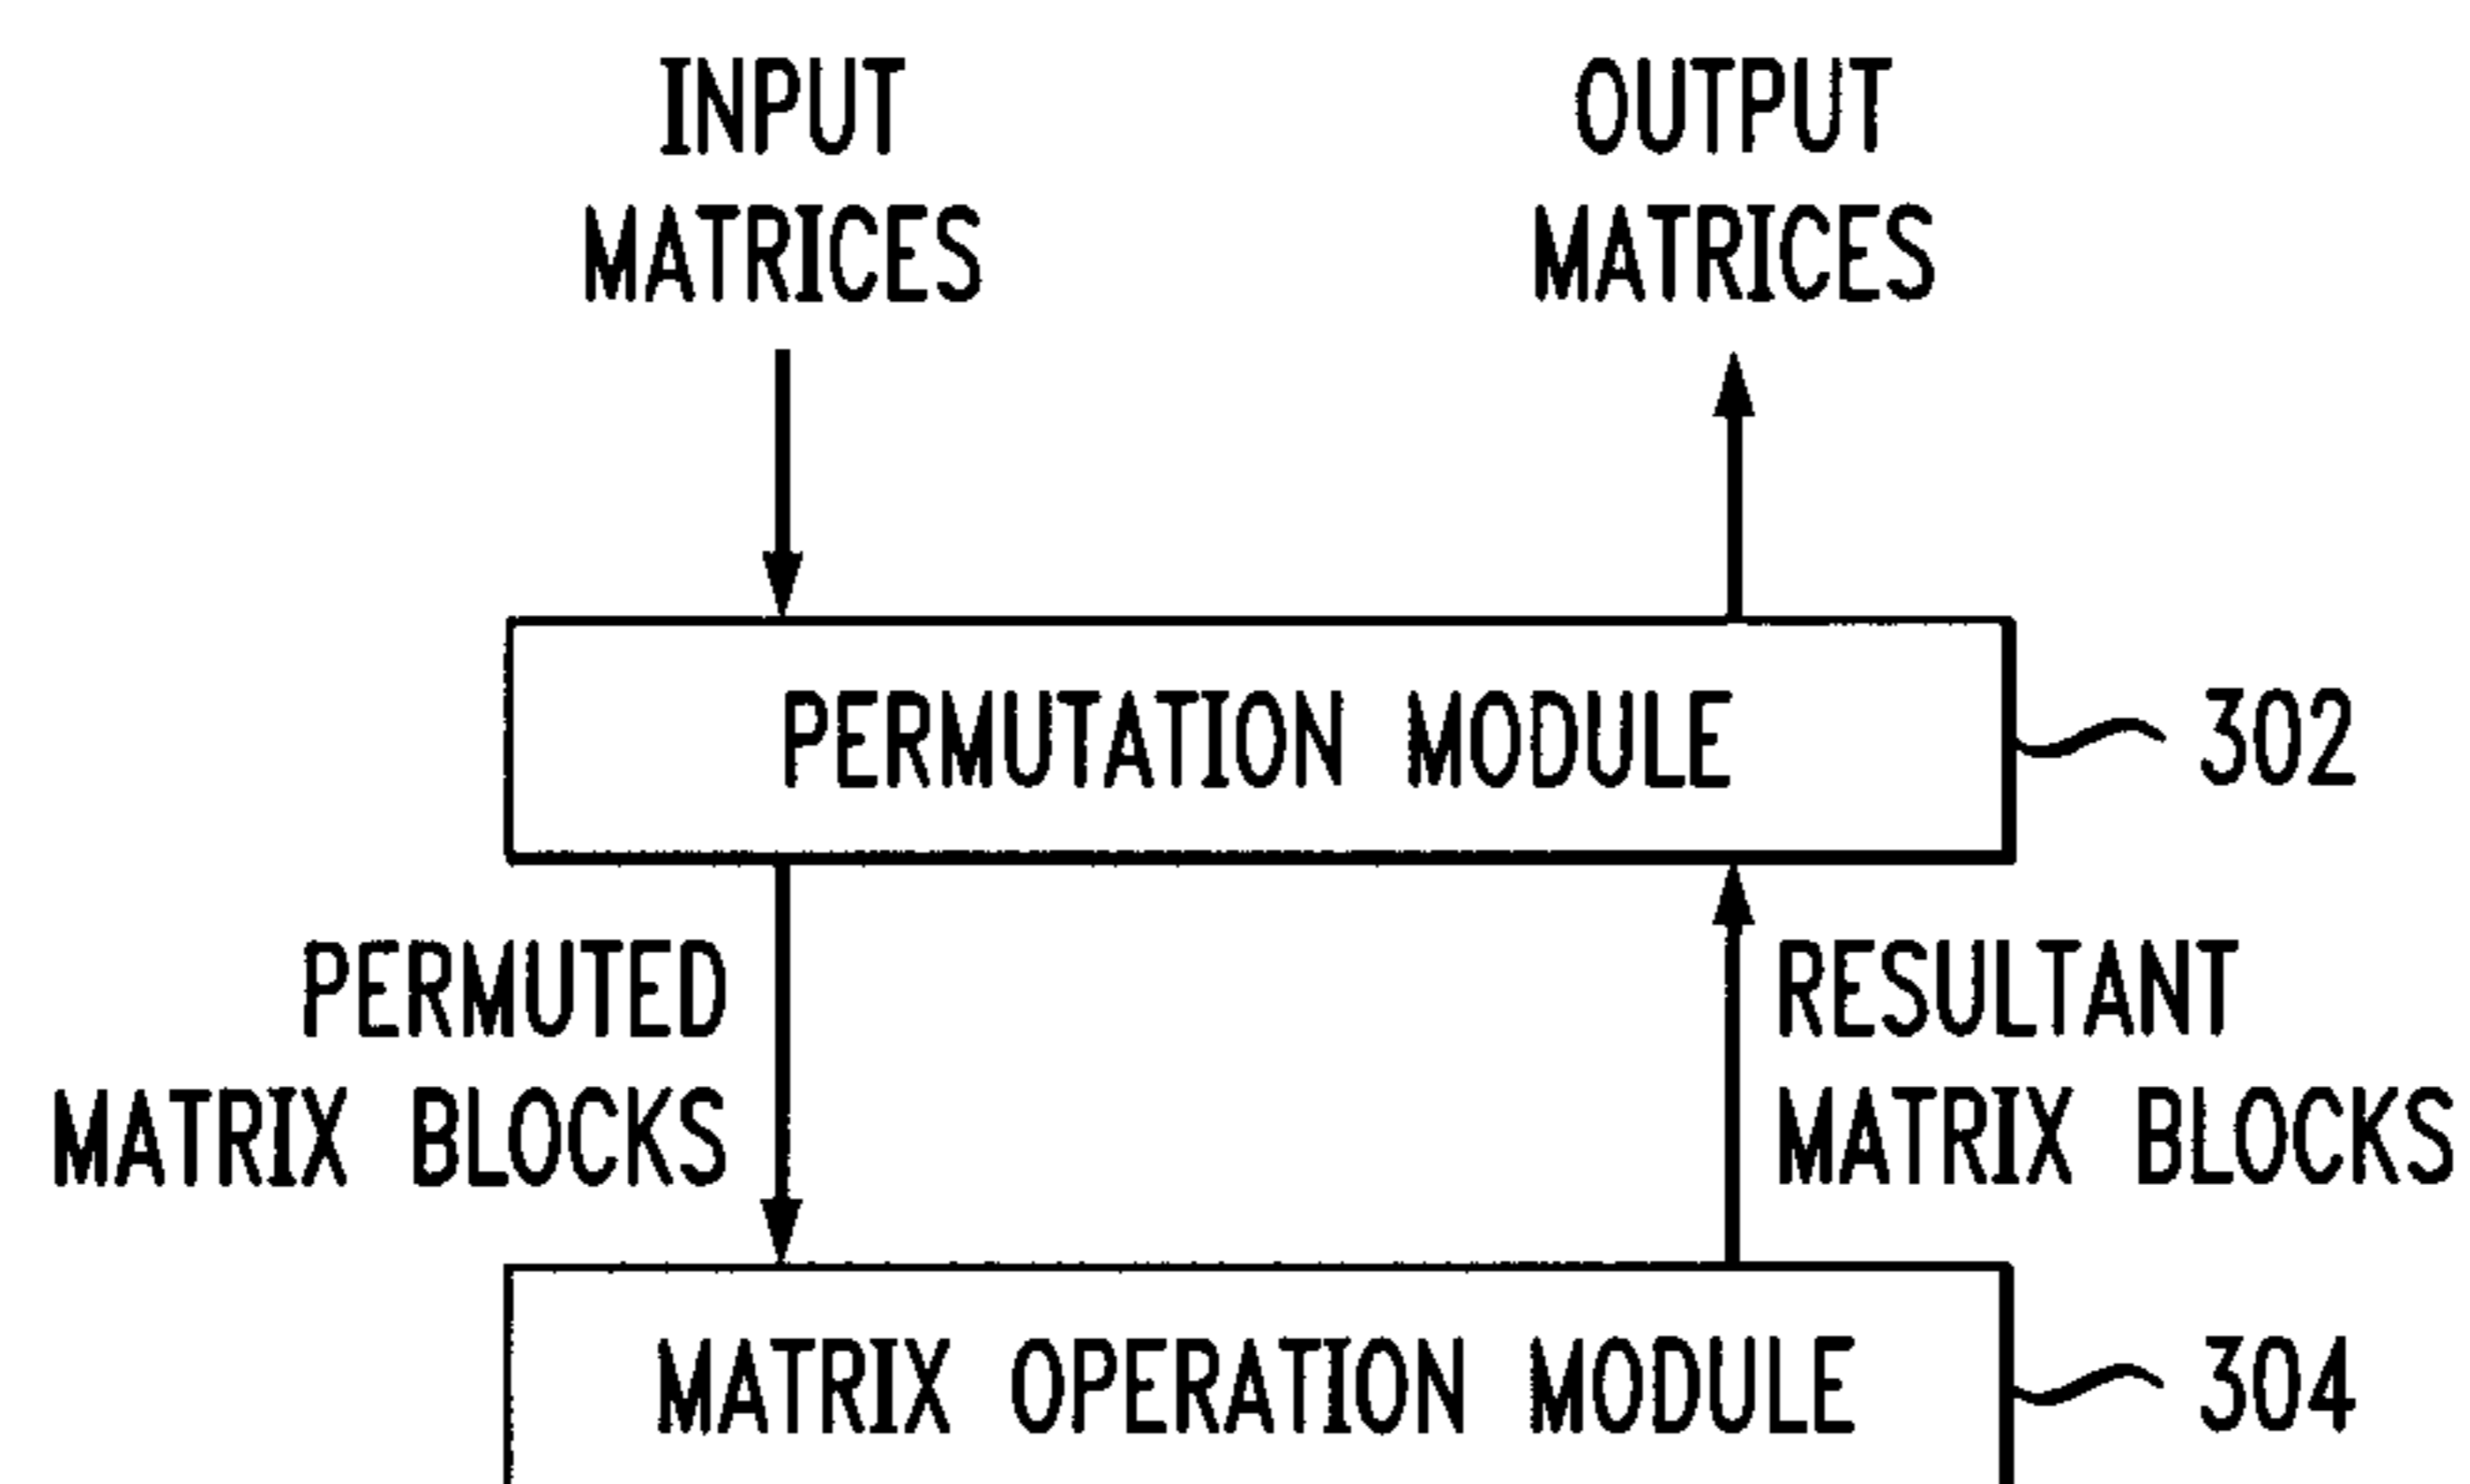 INPUT
MATRICES
OUTPUT
MATRICES
PERMUTATION MODULE
302
PERMUTED
MATRIX BLOCKS
RESULTANT
MATRIX BLOCKS
MATRIX OPERATION MODULE
304